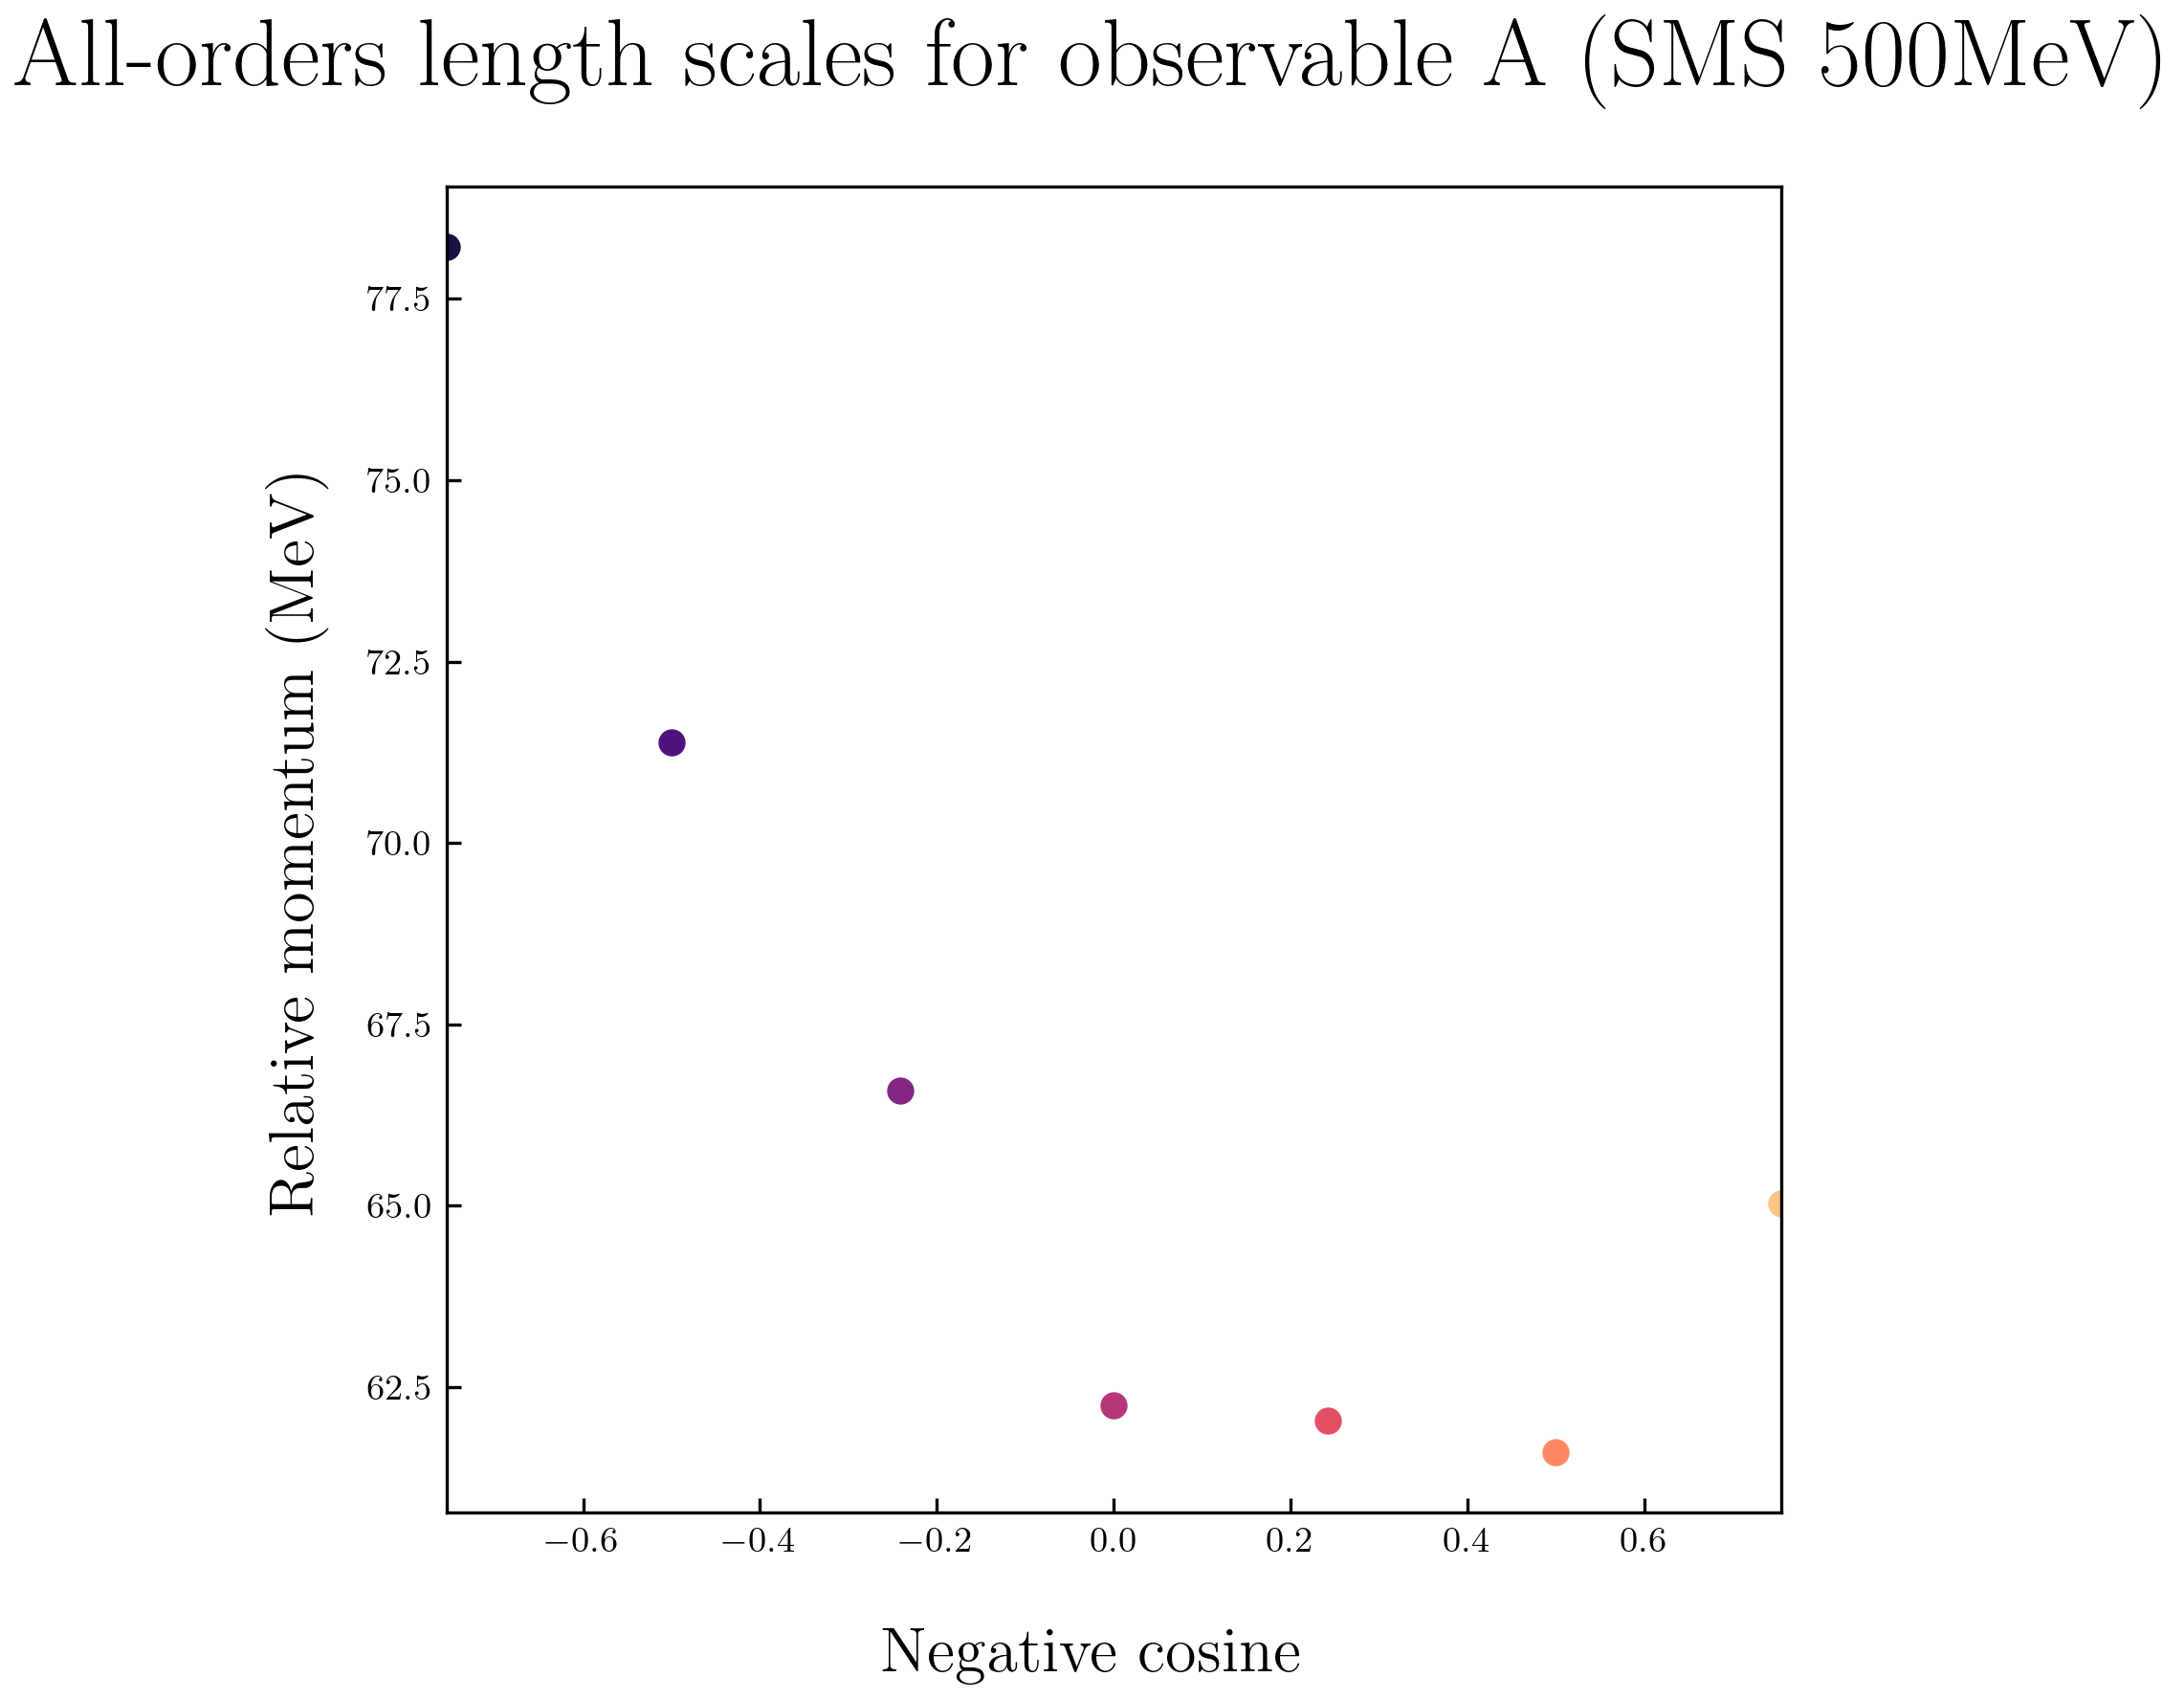 All-orders length scales for observable A (SMS 500MeV)
Relative momentum (MeV)
77.5
75.0
72.5
70.0
67.5
65.0
62.5
−0.6 −0.4 −0.2 0.0 0.2 0.4 0.6
Negative cosine